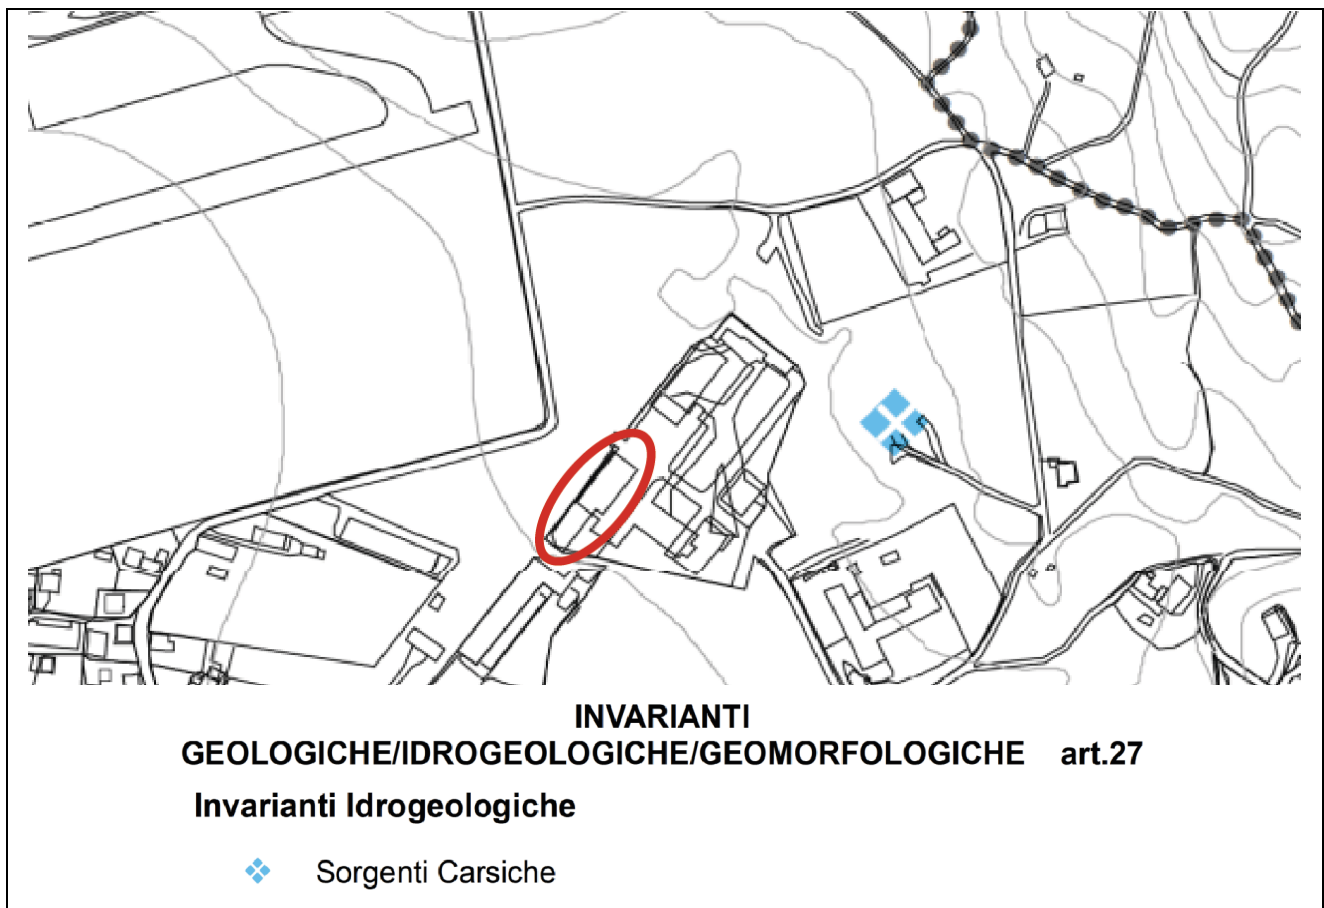 INVARIANTI
GEOLOGICHE/IDROGEOLOGICHE/GEOMORFOLOGICHE art.27
Invarianti Idrogeologiche
Sorgenti Carsiche